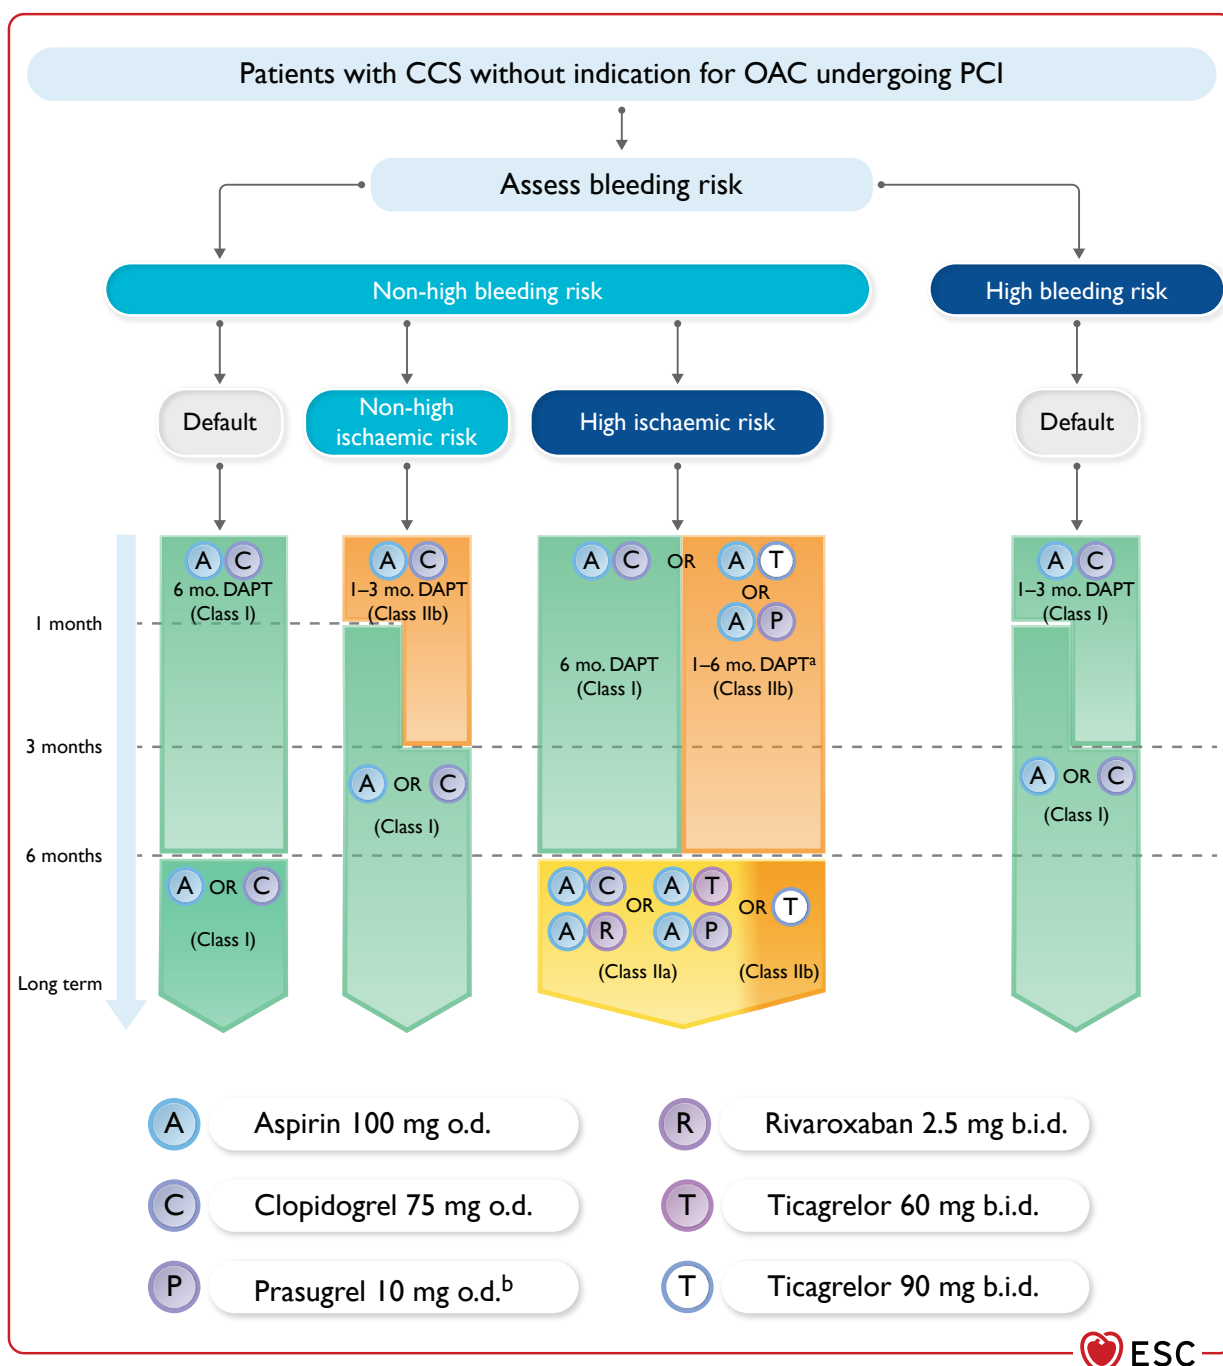 Patients with CCS without indication for OAC undergoing PCI
Assess bleeding risk
Non-high bleeding risk
High bleeding risk
Default
Non-high
ischaemic risk
High ischaemic risk
Default
A C
6 mo. DAPT
(Class I)
A C
1–3 mo. DAPT
(Class IIb)
A C OR A T
OR
A P
6 mo. DAPT
(Class I)
1–6 mo. DAPTa
(Class IIb)
A C
1–3 mo. DAPT
(Class I)
1 month
3 months
A OR C
(Class I)
A OR C
(Class I)
6 months
A OR C
(Class I)
A C OR A T OR T
A R A P
(Class IIa)
(Class IIb)
Long term
A Aspirin 100 mg o.d.
R Rivaroxaban 2.5 mg b.i.d.
C Clopidogrel 75 mg o.d.
T Ticagrelor 60 mg b.i.d.
P Prasugrel 10 mg o.d.b
T Ticagrelor 90 mg b.i.d.
ESC